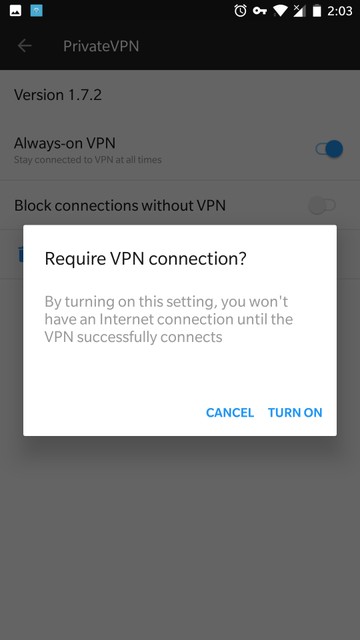 2:03
PrivateVPN
Version 1.7.2
Always-on VPN
Stay connected to VPN at all times
Block connections without VPN
Require VPN connection?
By turning on this setting, you won't
have an Internet connection until the
VPN successfully connects
CANCEL TURN ON